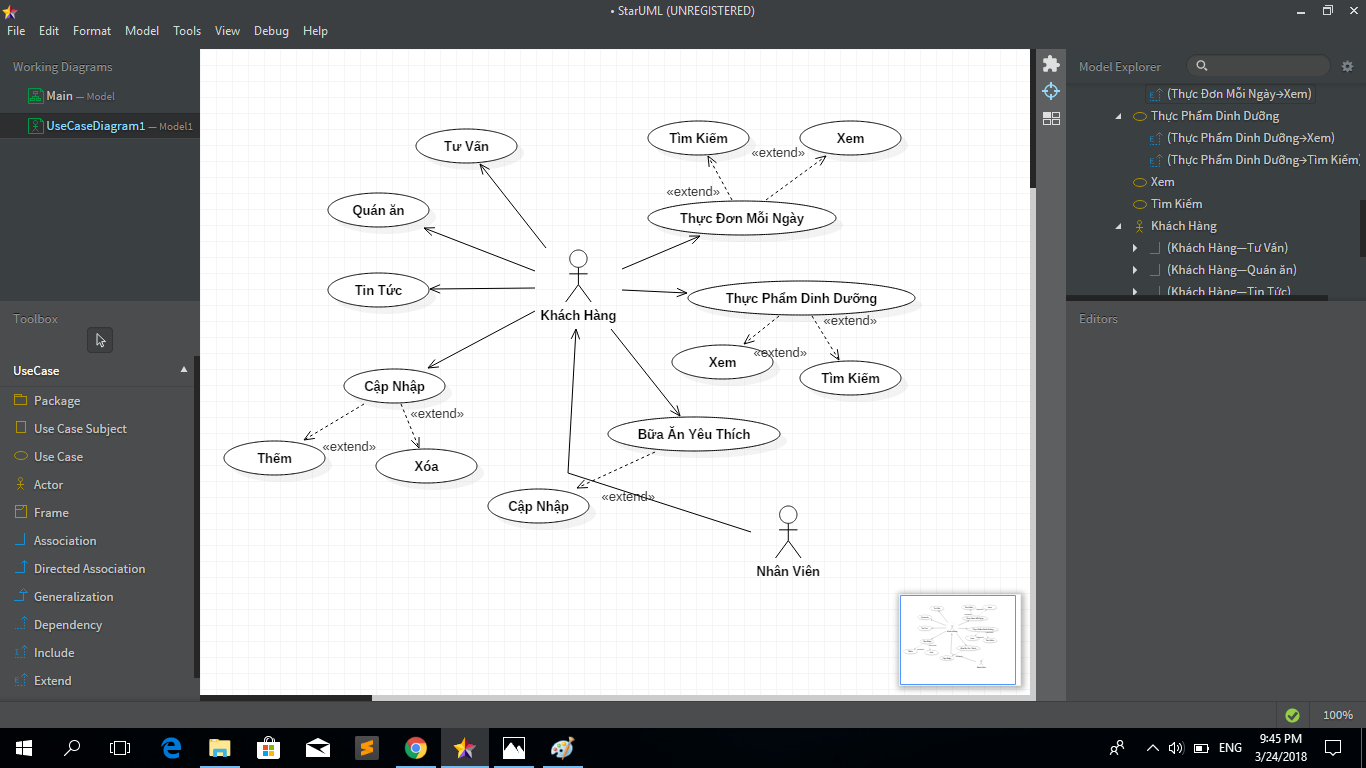 • StarUML (UNREGISTERED)
File Edit Format Model Tools View Debug Help
Working Diagrams
Main — Model
UseCaseDiagram1 — Model1
Toolbox
UseCase
Package
Use Case Subject
Use Case
Actor
Frame
Association
Directed Association
Generalization
Dependency
Include
Extend
Tư Vấn
Quán ăn
Tin Tức
Khách Hàng
Cập Nhập
«extend»
«extend»
Thếm
Xóa
Tìm Kiếm
Xem
«extend»
«extend»
Thực Đơn Mỗi Ngày
Thực Phẩm Dinh Dưỡng
«extend»
«extend»
Xem
Tìm Kiếm
Bữa Ăn Yêu Thích
Cập Nhập
«extend»
Nhân Viên
Model Explorer
(Thực Đơn Mỗi Ngày→Xem)
Thực Phẩm Dinh Dưỡng
(Thực Phẩm Dinh Dưỡng→Xem)
(Thực Phẩm Dinh Dưỡng→Tìm Kiếm)
Xem
Tìm Kiếm
Khách Hàng
(Khách Hàng—Tư Vấn)
(Khách Hàng—Quán ăn)
(Khách Hàng—Tin Tức)
Editors
100%
ENG
9:45 PM
3/24/2018